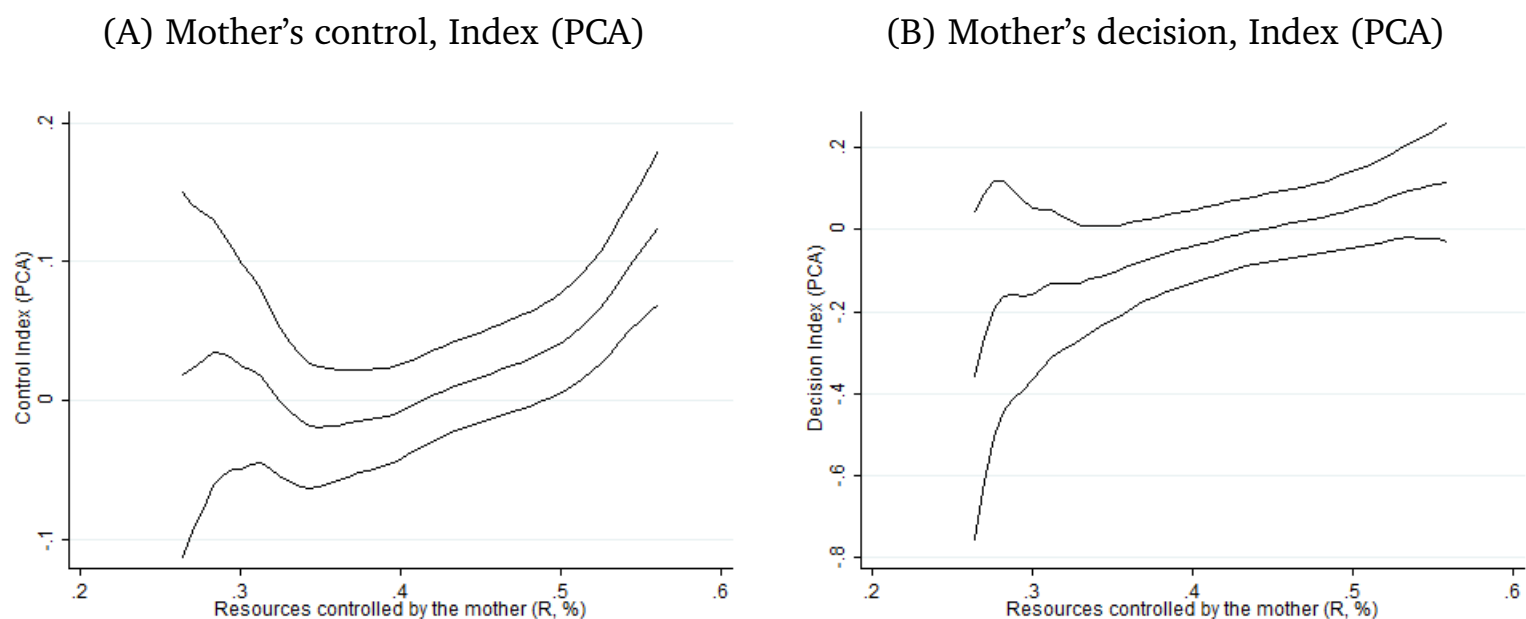 (A) Mother’s control, Index (PCA)
Control Index (PCA)
.2
.1
0
-.1
.2 .3 .4 .5 .6
Resources controlled by the mother (R, %)
(B) Mother’s decision, Index (PCA)
Decision Index (PCA)
.2
0
-.2
-.4
-.6
-.8
.2 .3 .4 .5 .6
Resources controlled by the mother (R, %)